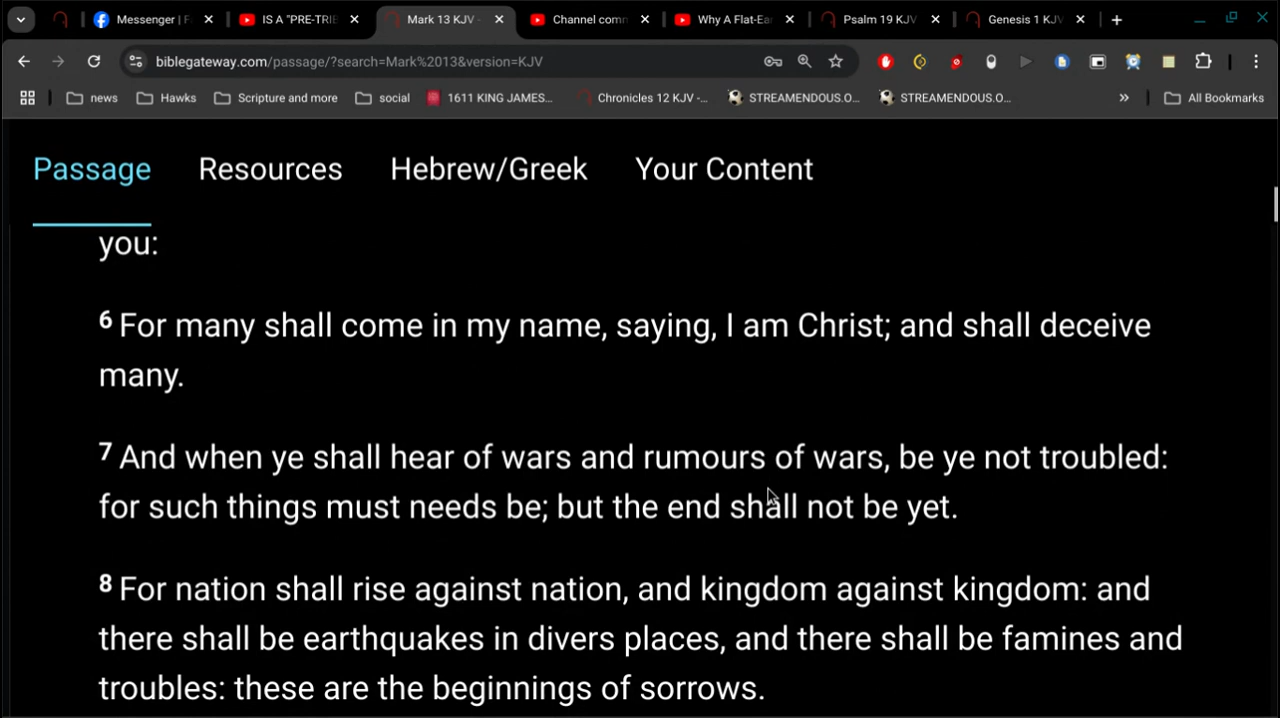 Messenger | F
IS A "PRE-TRIE
Mark 13 KJV -
Channel comm
Why A Flat-Ea
Psalm 19 KJV
Genesis 1 KJV
biblegateway.com/passage/?search=Mark%2013&version=KJV
news
Hawks
Scripture and more
social
1611 KING JAMES...
Chronicles 12 KJV -...
STREAMENDOUS.O...
STREAMENDOUS.O...
All Bookmarks
Passage
Resources
Hebrew/Greek
Your Content
you:
6 For many shall come in my name, saying, I am Christ; and shall deceive
many.
7 And when ye shall hear of wars and rumours of wars, be ye not troubled:
for such things must needs be; but the end shall not be yet.
8 For nation shall rise against nation, and kingdom against kingdom: and
there shall be earthquakes in divers places, and there shall be famines and
troubles: these are the beginnings of sorrows.